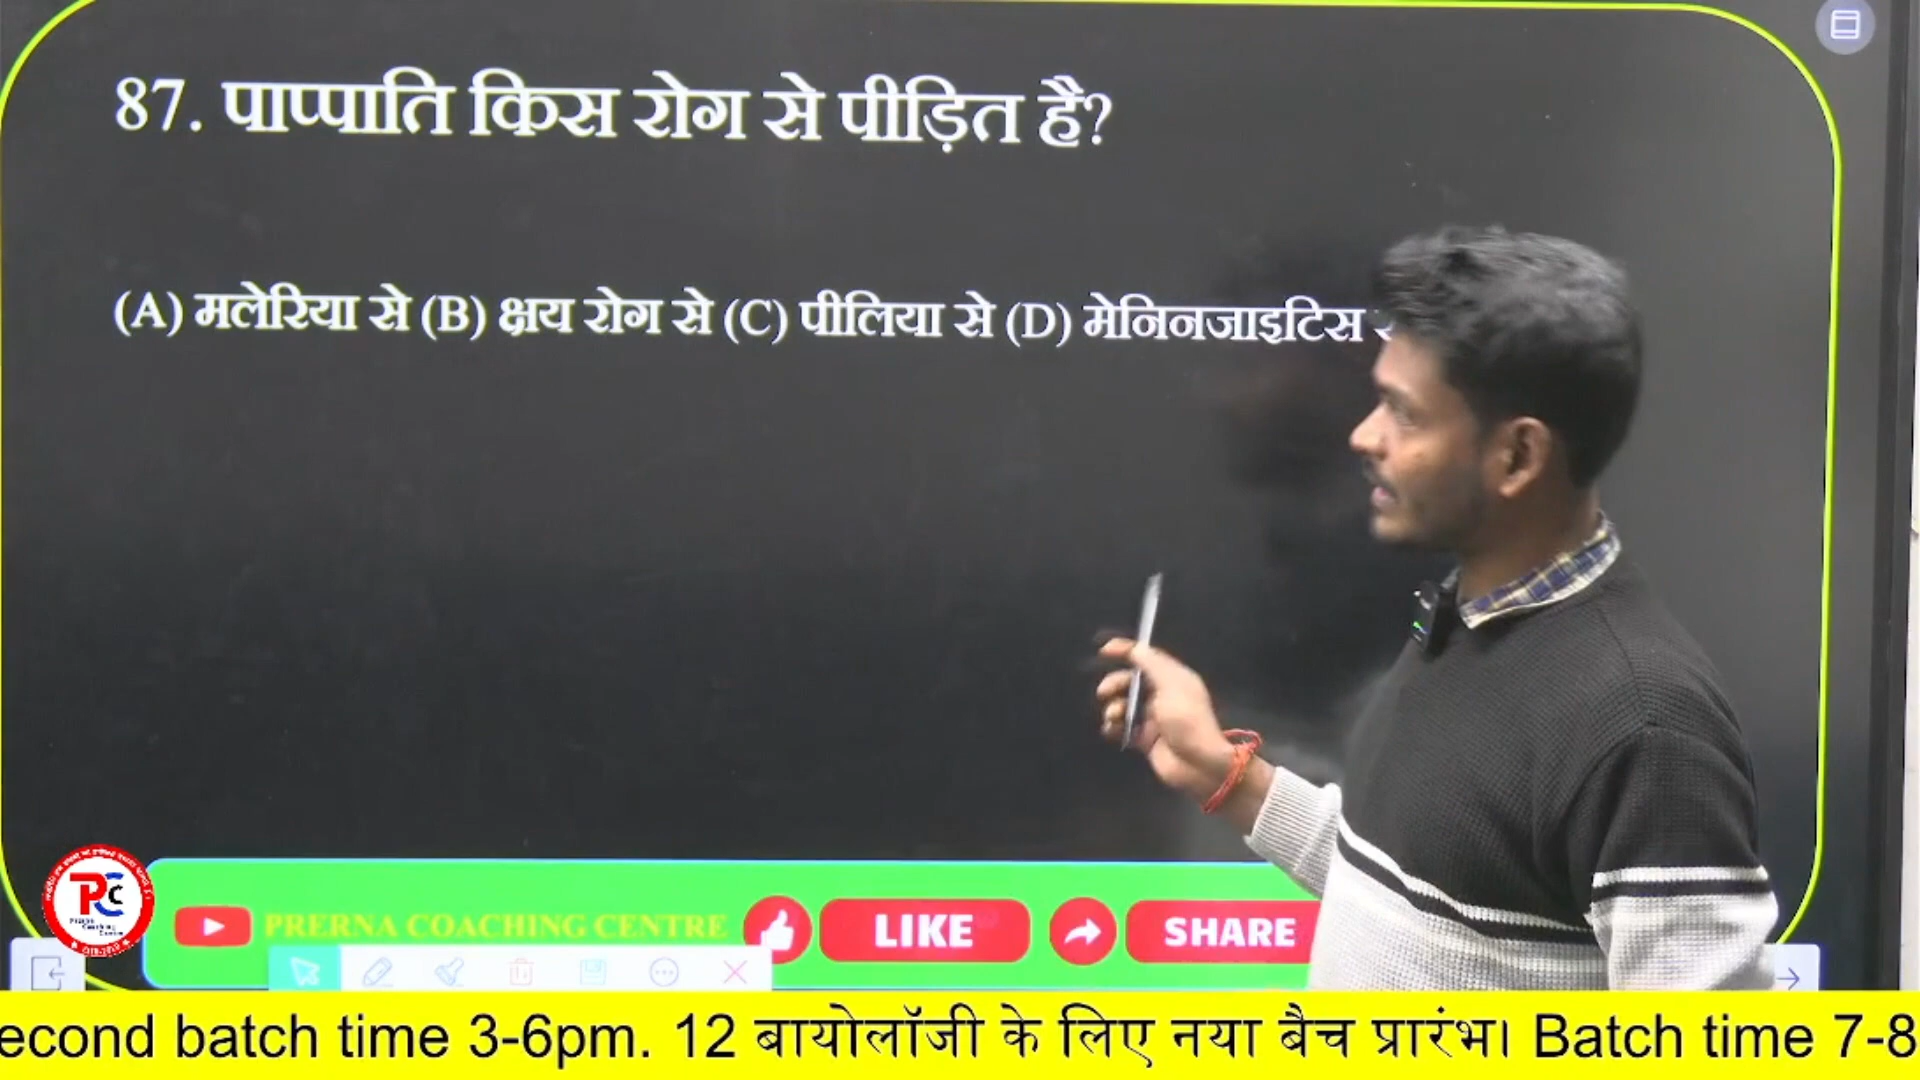 87. पाप्पाति किस रोग से पीड़ित है?
(A) मलेरिया से (B) क्षय रोग से (C) पीलिया से (D) मेनिनजाइटिस
PRERNA COACHING CENTRE
LIKE
SHARE
PCC
econd batch time 3-6pm. 12 बायोलॉजी के लिए नया बैच प्रारंभ। Batch time 7-8